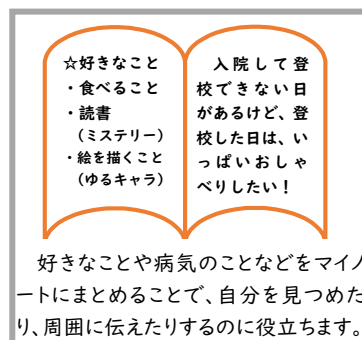 ☆好きなこと
・食べること
・読書
（ミステリー）
・絵を描くこと
（ゆるキャラ）
入院して登
校できない日
があるけど、登
校した日は、い
っぱいおしゃ
べりしたい！
好きなことや病気のことなどをマイノ
ートにまとめることで、自分を見つめた
り、周囲に伝えたりするのに役立ちます。